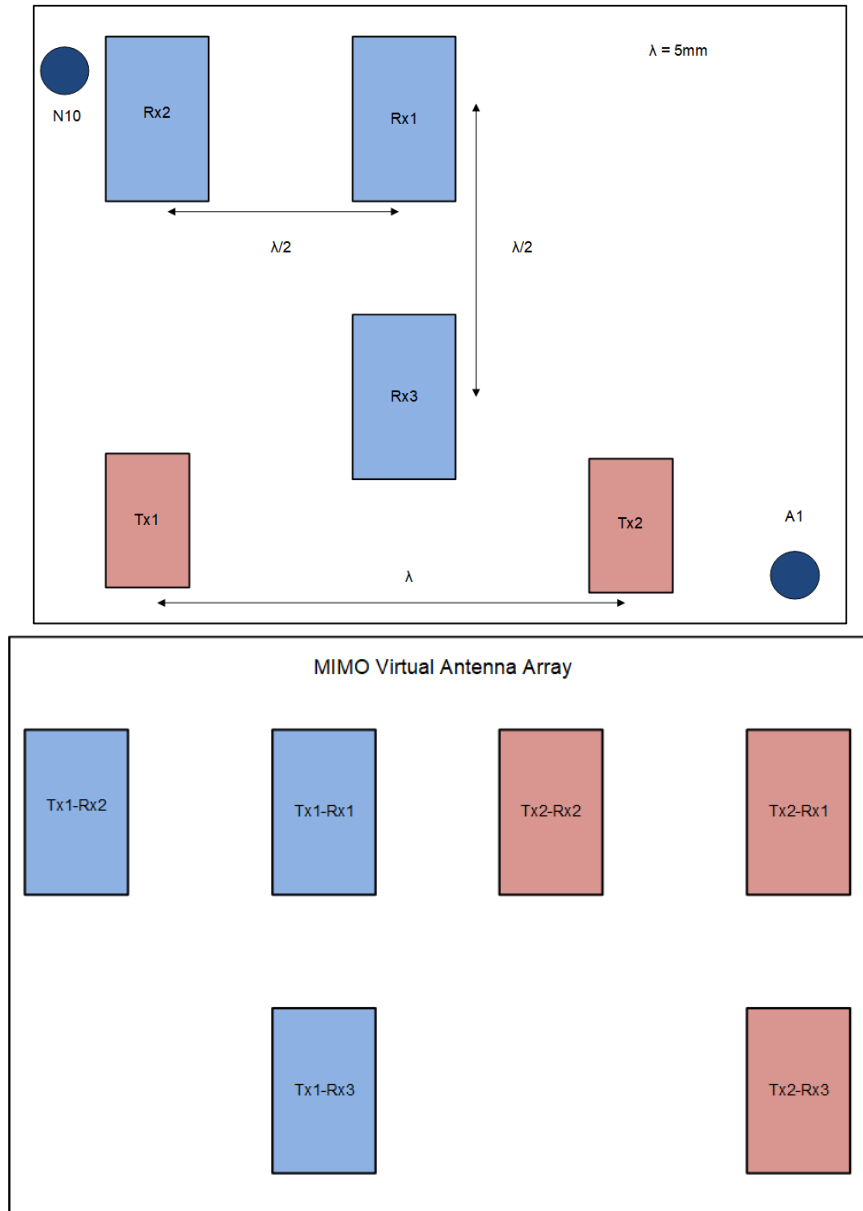 λ = 5mm
N10
Rx2
Rx1
λ/2
λ/2
Rx3
Tx1
Tx2
A1
λ
MIMO Virtual Antenna Array
Tx1-Rx2
Tx1-Rx1
Tx2-Rx2
Tx2-Rx1
Tx1-Rx3
Tx2-Rx3